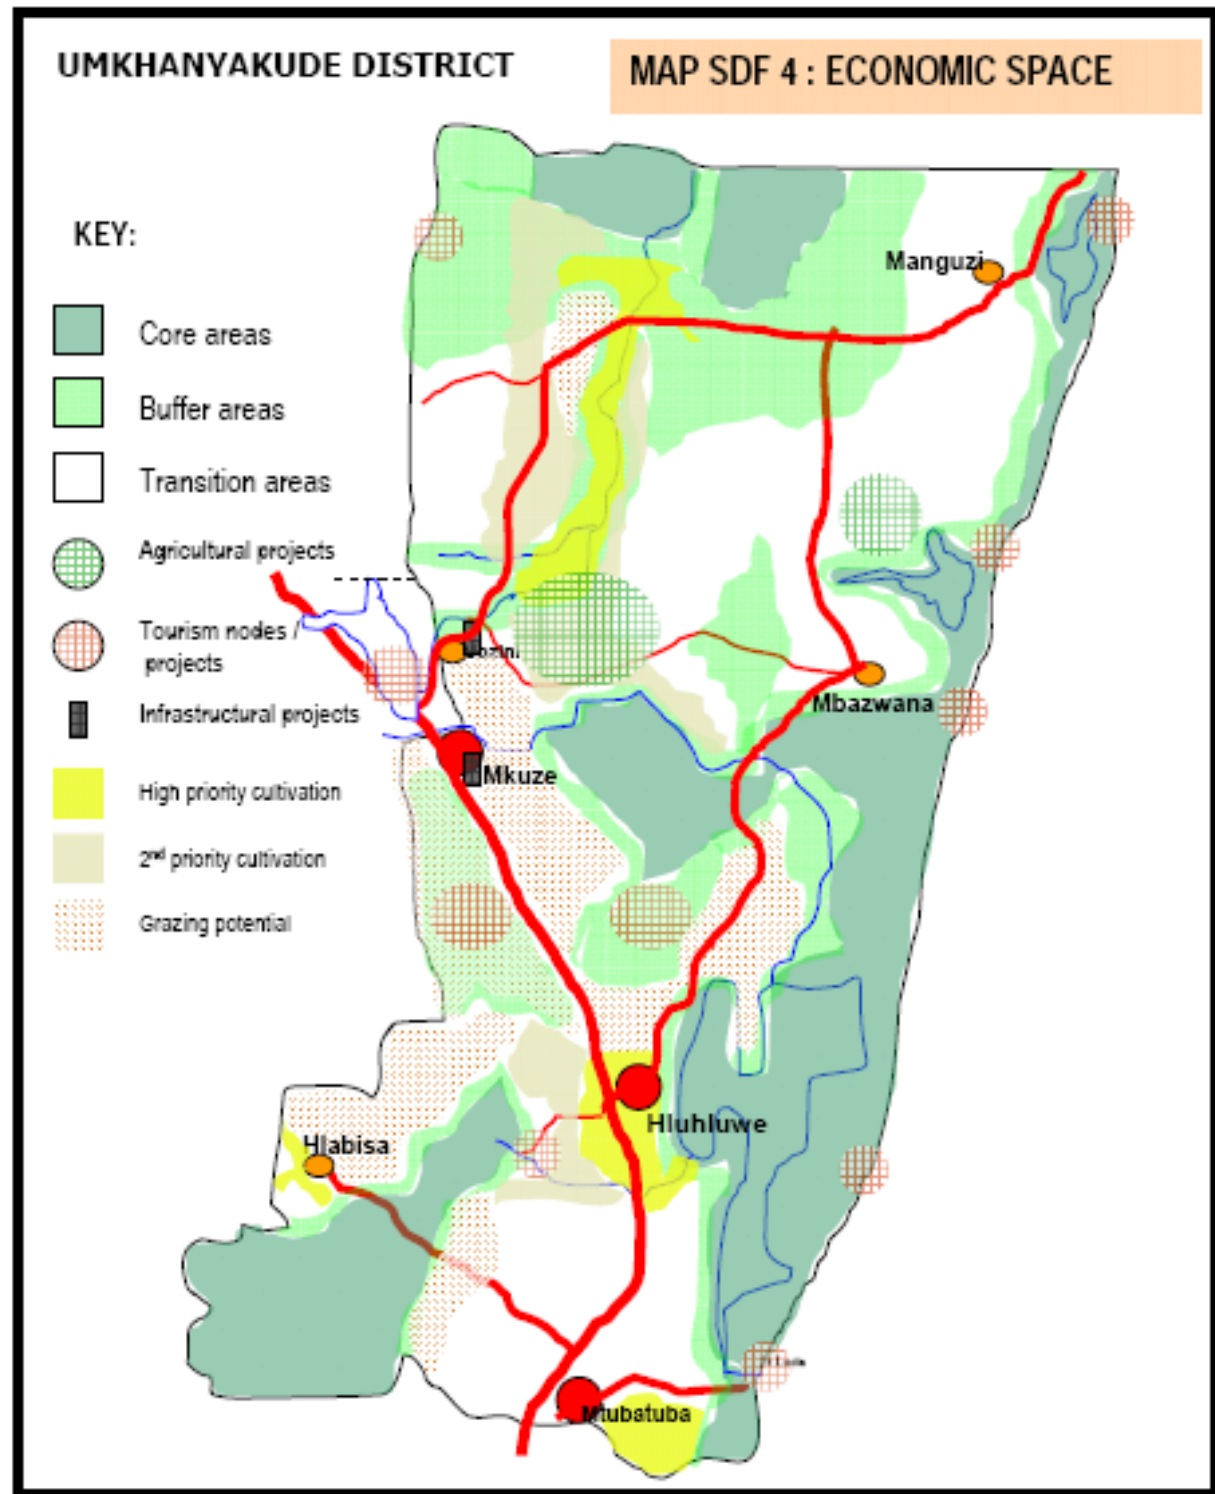 UMKHANYAKUDE DISTRICT
MAP SDF 4 : ECONOMIC SPACE
KEY:
Core areas
Buffer areas
Transition areas
Agricultural projects
Tourism nodes /
projects
Infrastructural projects
High priority cultivation
2nd priority cultivation
Grazing potential
Manguzi
Mbazwana
Mkuze
Hluhluwe
Hlabisa
Mtubatuba